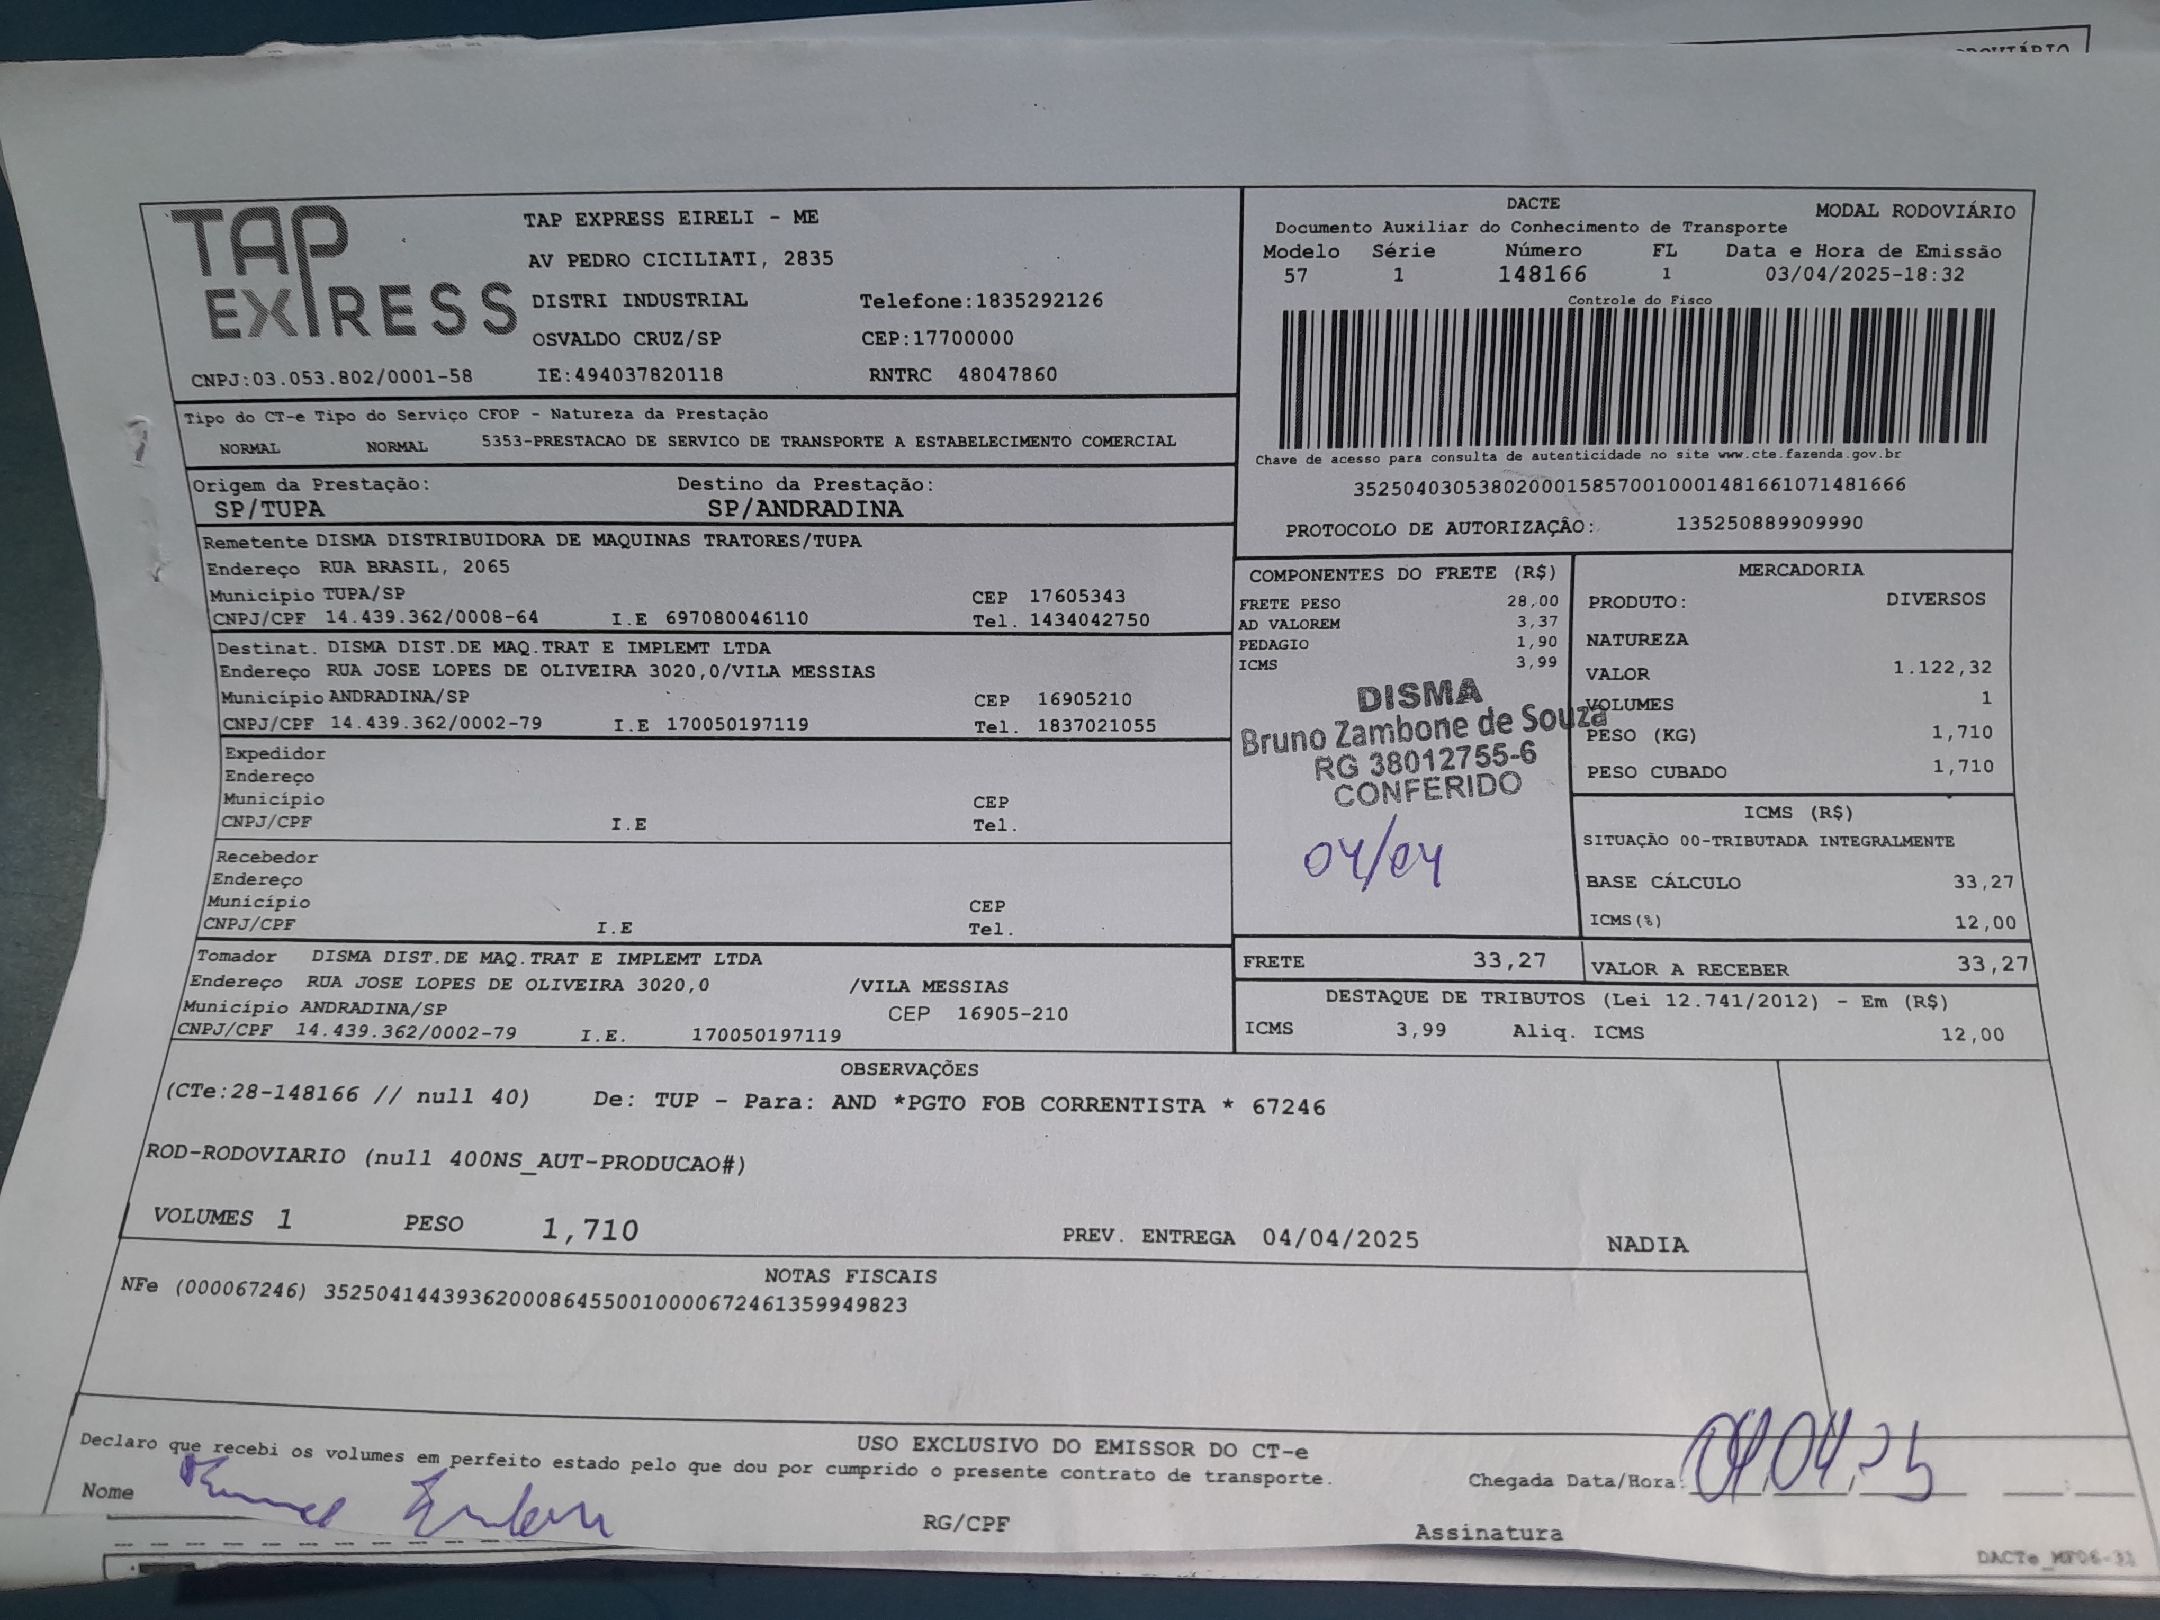 TAP
EXPRESS
TAP EXPRESS EIRELI - ME
AV PEDRO CICILIATI, 2835
DISTRI INDUSTRIAL Telefone:1835292126
OSVALDO CRUZ/SP CEP:17700000
CNPJ:03.053.802/0001-58 IE:494037820118 RNTRC 48047860
DACTE MODAL RODOVIÁRIO
Documento Auxiliar do Conhecimento de Transporte
Modelo Série Número FL Data e Hora de Emissão
57 1 148166 1 03/04/2025-18:32
Controle do Fisco
Chave de acesso para consulta de autenticidade no site www.cte.fazenda.gov.br
35250403053802000158570010001481661071481666
PROTOCOLO DE AUTORIZAÇÃO: 135250889909990
Tipo do CT-e Tipo do Serviço CFOP - Natureza da Prestação
NORMAL NORMAL 5353-PRESTACAO DE SERVICO DE TRANSPORTE A ESTABELECIMENTO COMERCIAL
Origem da Prestação: Destino da Prestação:
SP/TUPA SP/ANDRADINA
Remetente DISMA DISTRIBUIDORA DE MAQUINAS TRATORES/TUPA
Endereço RUA BRASIL, 2065
Município TUPA/SP CEP 17605343
CNPJ/CPF 14.439.362/0008-64 I.E 697080046110 Tel. 1434042750
Destinat. DISMA DIST.DE MAQ.TRAT E IMPLEMT LTDA
Endereço RUA JOSE LOPES DE OLIVEIRA 3020,0/VILA MESSIAS
Município ANDRADINA/SP CEP 16905210
CNPJ/CPF 14.439.362/0002-79 I.E 170050197119 Tel. 1837021055
Expedidor
Endereço
Município CEP
CNPJ/CPF I.E Tel.
Recebedor
Endereço
Município CEP
CNPJ/CPF I.E Tel.
Tomador DISMA DIST.DE MAQ.TRAT E IMPLEMT LTDA
Endereço RUA JOSE LOPES DE OLIVEIRA 3020,0 /VILA MESSIAS
Município ANDRADINA/SP CEP 16905-210
CNPJ/CPF 14.439.362/0002-79 I.E. 170050197119
COMPONENTES DO FRETE (R$)
FRETE PESO 28,00
AD VALOREM 3,37
PEDAGIO 1,90
ICMS 3,99
DISMA
Bruno Zambone de Souza
RG 38012755-6
CONFERIDO
04/04
MERCADORIA
PRODUTO: DIVERSOS
NATUREZA
VALOR 1.122,32
VOLUMES 1
PESO (KG) 1,710
PESO CUBADO 1,710
ICMS (R$)
SITUAÇÃO 00-TRIBUTADA INTEGRALMENTE
BASE CÁLCULO 33,27
ICMS(%) 12,00
FRETE 33,27 VALOR A RECEBER 33,27
DESTAQUE DE TRIBUTOS (Lei 12.741/2012) - Em (R$)
ICMS 3,99 Aliq. ICMS 12,00
OBSERVAÇÕES
(CTe:28-148166 // null 40) De: TUP - Para: AND *PGTO FOB CORRENTISTA * 67246
ROD-RODOVIARIO (null 400NS_AUT-PRODUCAO#)
VOLUMES 1 PESO 1,710 PREV. ENTREGA 04/04/2025 NADIA
NOTAS FISCAIS
NFe (000067246) 35250414439362000864550010000672461359949823
USO EXCLUSIVO DO EMISSOR DO CT-e
Declaro que recebi os volumes em perfeito estado pelo que dou por cumprido o presente contrato de transporte.
Chegada Data/Hora: 04,04,25
Nome RG/CPF Assinatura